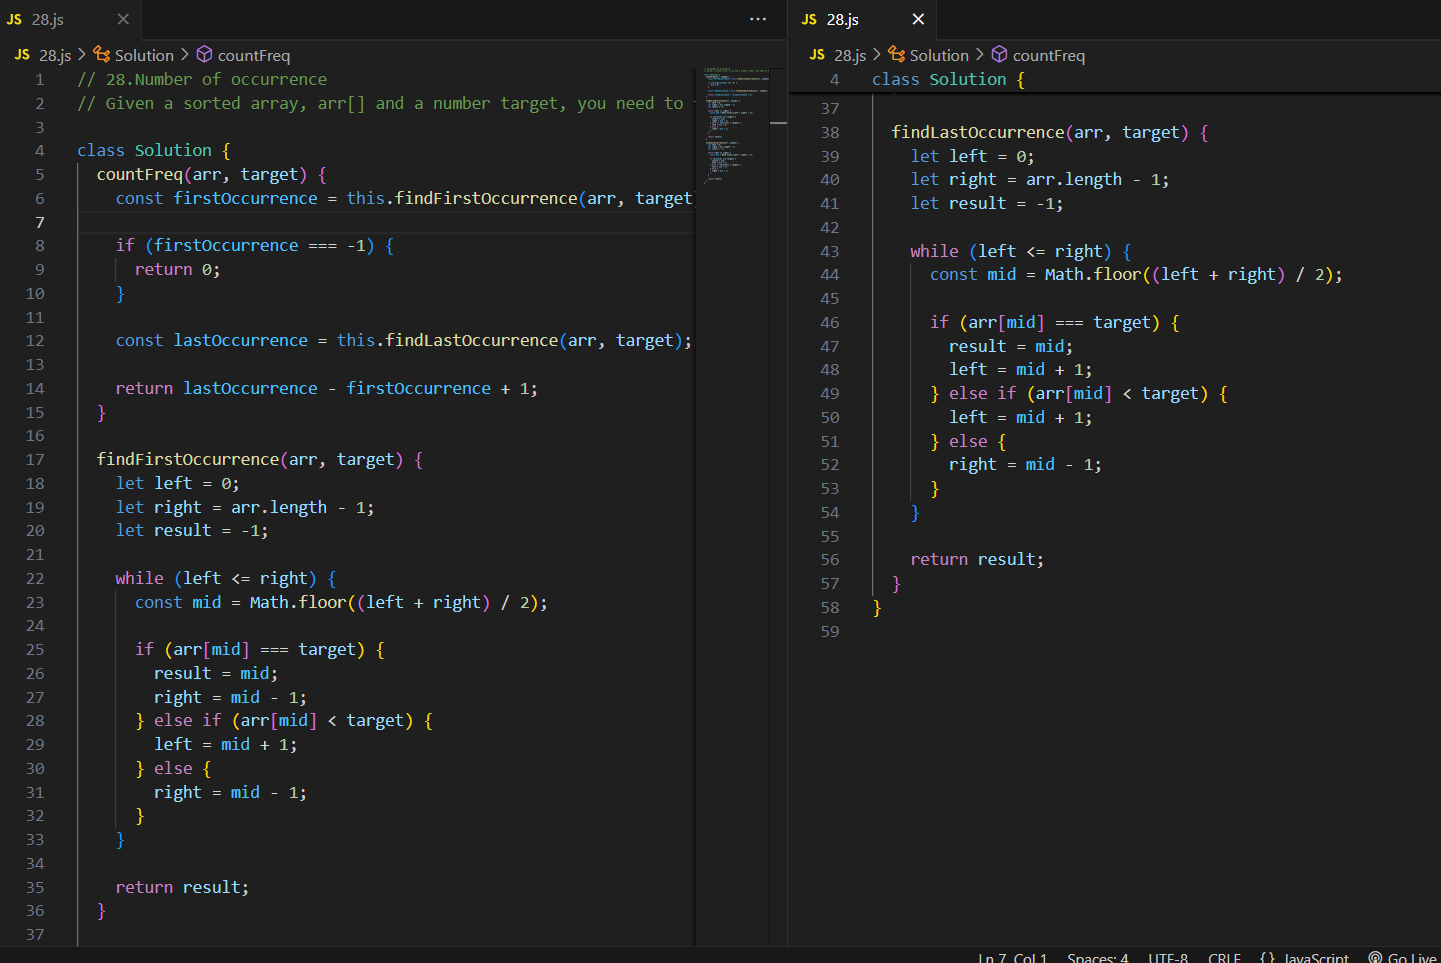 JS 28.js
JS 28.js > Solution > countFreq
1 // 28.Number of occurrence
2 // Given a sorted array, arr[] and a number target, you need to
3
4 class Solution {
5 countFreq(arr, target) {
6 const firstOccurrence = this.findFirstOccurrence(arr, target
7
8 if (firstOccurrence === -1) {
9 return 0;
10 }
11
12 const lastOccurrence = this.findLastOccurrence(arr, target);
13
14 return lastOccurrence - firstOccurrence + 1;
15 }
16
17 findFirstOccurrence(arr, target) {
18 let left = 0;
19 let right = arr.length - 1;
20 let result = -1;
21
22 while (left <= right) {
23 const mid = Math.floor((left + right) / 2);
24
25 if (arr[mid] === target) {
26 result = mid;
27 right = mid - 1;
28 } else if (arr[mid] < target) {
29 left = mid + 1;
30 } else {
31 right = mid - 1;
32 }
33 }
34
35 return result;
36 }
37
JS 28.js
JS 28.js > Solution > countFreq
4 class Solution {
37
38 findLastOccurrence(arr, target) {
39 let left = 0;
40 let right = arr.length - 1;
41 let result = -1;
42
43 while (left <= right) {
44 const mid = Math.floor((left + right) / 2);
45
46 if (arr[mid] === target) {
47 result = mid;
48 left = mid + 1;
49 } else if (arr[mid] < target) {
50 left = mid + 1;
51 } else {
52 right = mid - 1;
53 }
54 }
55
56 return result;
57 }
58 }
59
Ln 7, Col 1 Spaces: 4 UTF-8 CRLF {} JavaScript Go Live